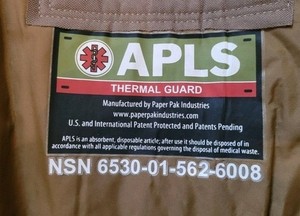 APLS
THERMAL GUARD
Manufactured by Paper Pak Industries
www.paperpakindustries.com
U.S. and International Patent Protected and Patents Pending
APLS is an absorbent, disposable article; after use it should be disposed of in
accordance with all applicable regulations governing the disposal of medical waste.
NSN 6530-01-562-6008